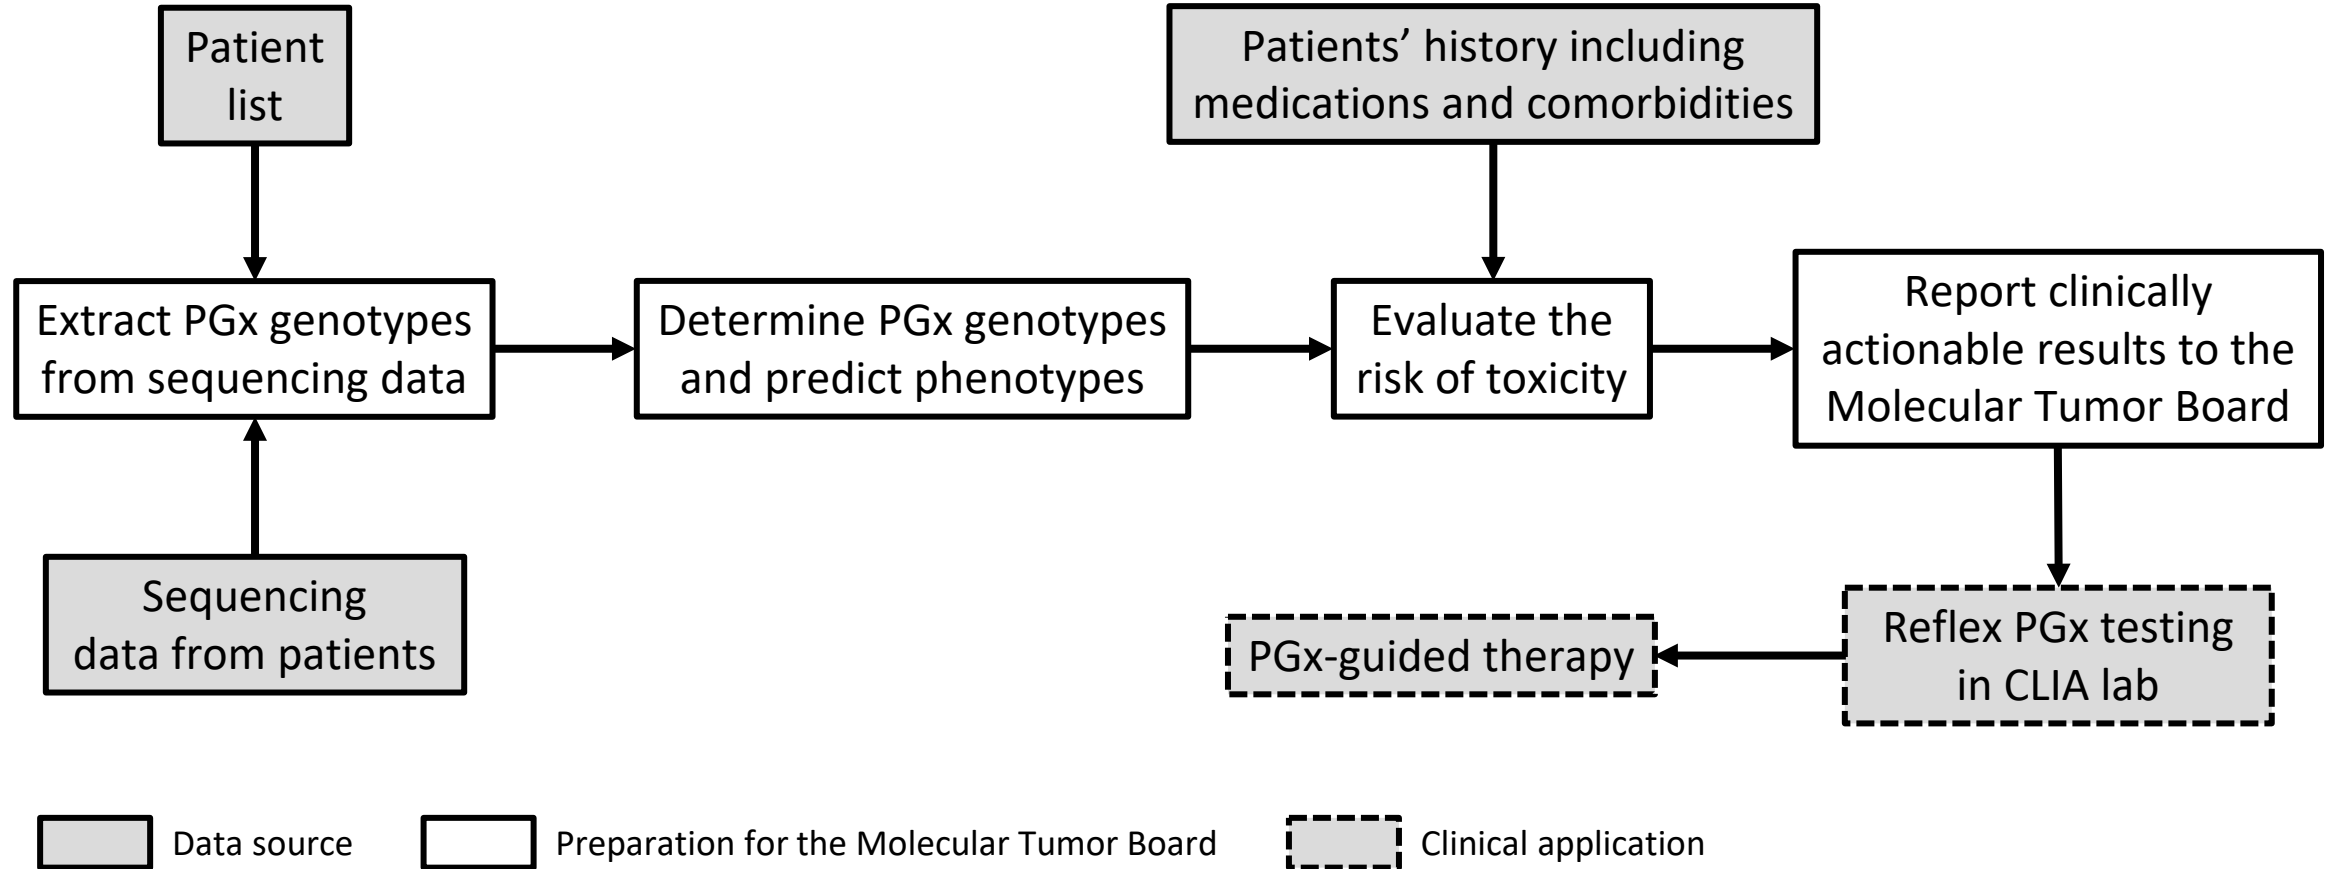 Patient
list
Patients’ history including
medications and comorbidities
Extract PGx genotypes
from sequencing data
Determine PGx genotypes
and predict phenotypes
Evaluate the
risk of toxicity
Report clinically
actionable results to the
Molecular Tumor Board
Sequencing
data from patients
PGx-guided therapy
Reflex PGx testing
in CLIA lab
Data source
Preparation for the Molecular Tumor Board
Clinical application